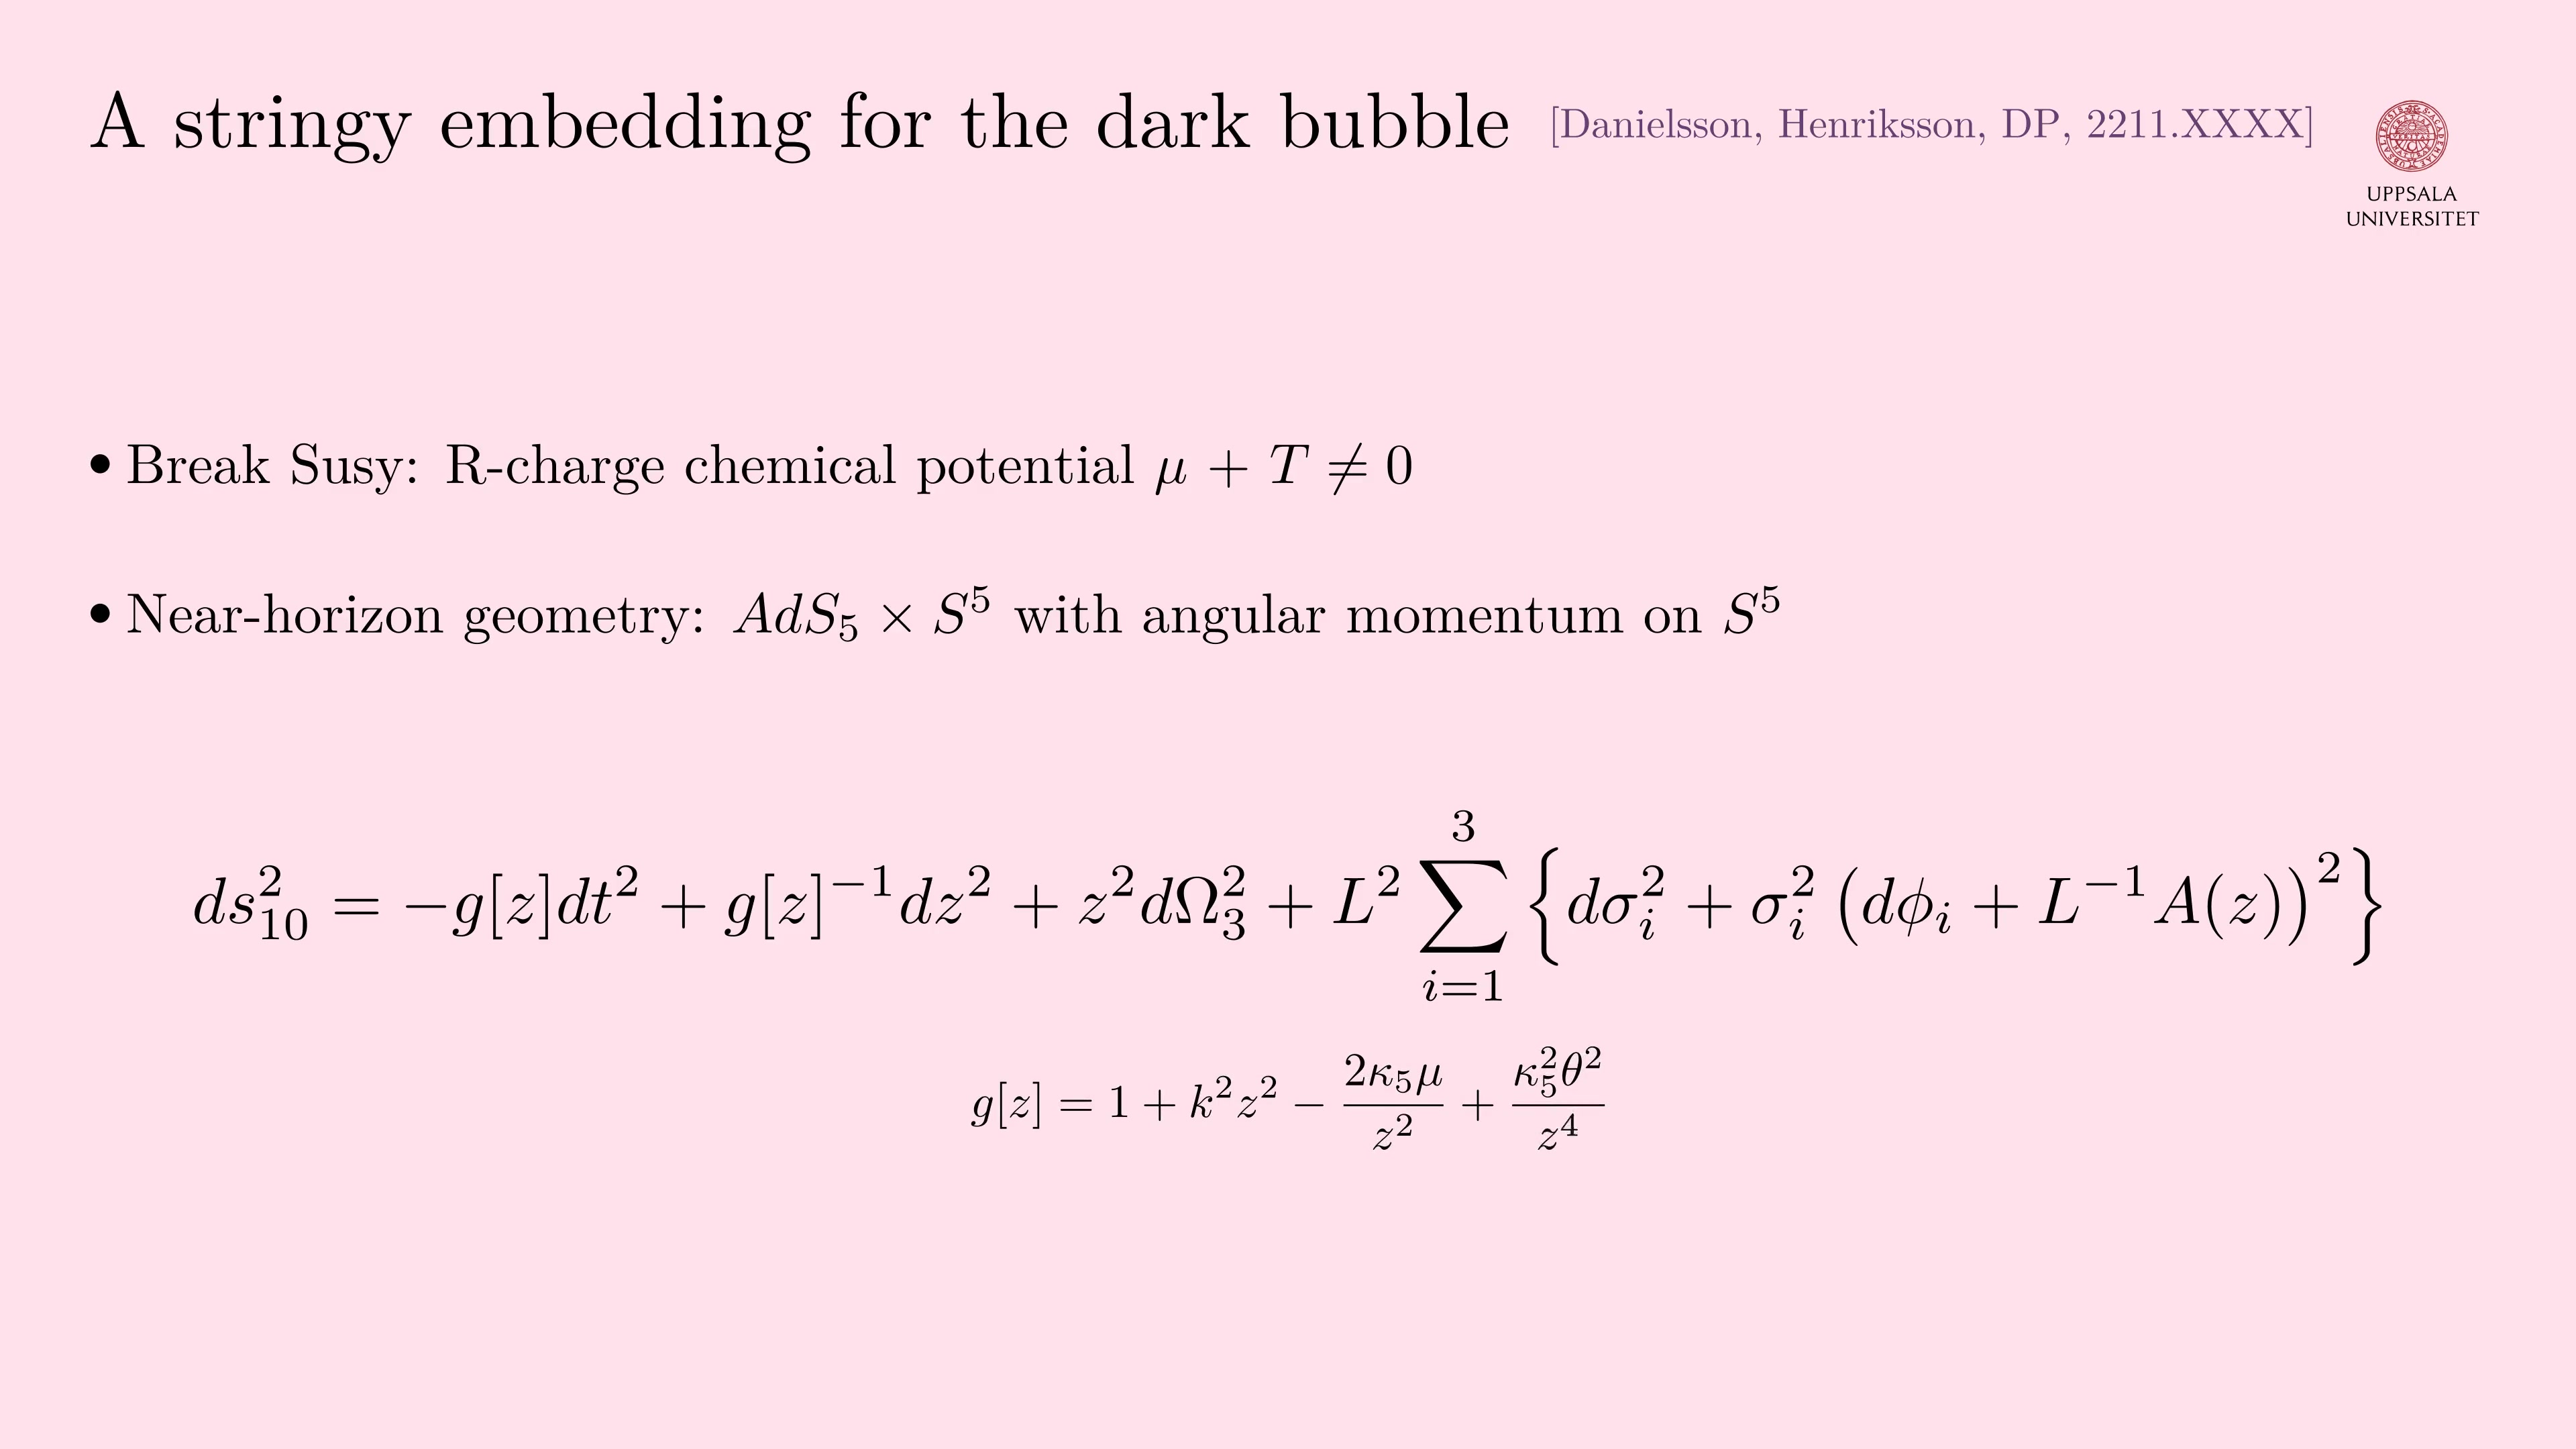 A stringy embedding for the dark bubble [Danielsson, Henriksson, DP, 2211.XXXX]
UPPSALA
UNIVERSITET
• Break Susy: R-charge chemical potential $\mu + T \neq 0$
• Near-horizon geometry: $AdS_5 \times S^5$ with angular momentum on $S^5$
$ds_{10}^2 = -g[z]dt^2 + g[z]^{-1}dz^2 + z^2 d\Omega_3^2 + L^2 \sum_{i=1}^{3} \left\{ d\sigma_i^2 + \sigma_i^2 \left( d\phi_i + L^{-1} A(z) \right)^2 \right\}$
$g[z] = 1 + k^2 z^2 - \frac{2\kappa_5 \mu}{z^2} + \frac{\kappa_5^2 \theta^2}{z^4}$